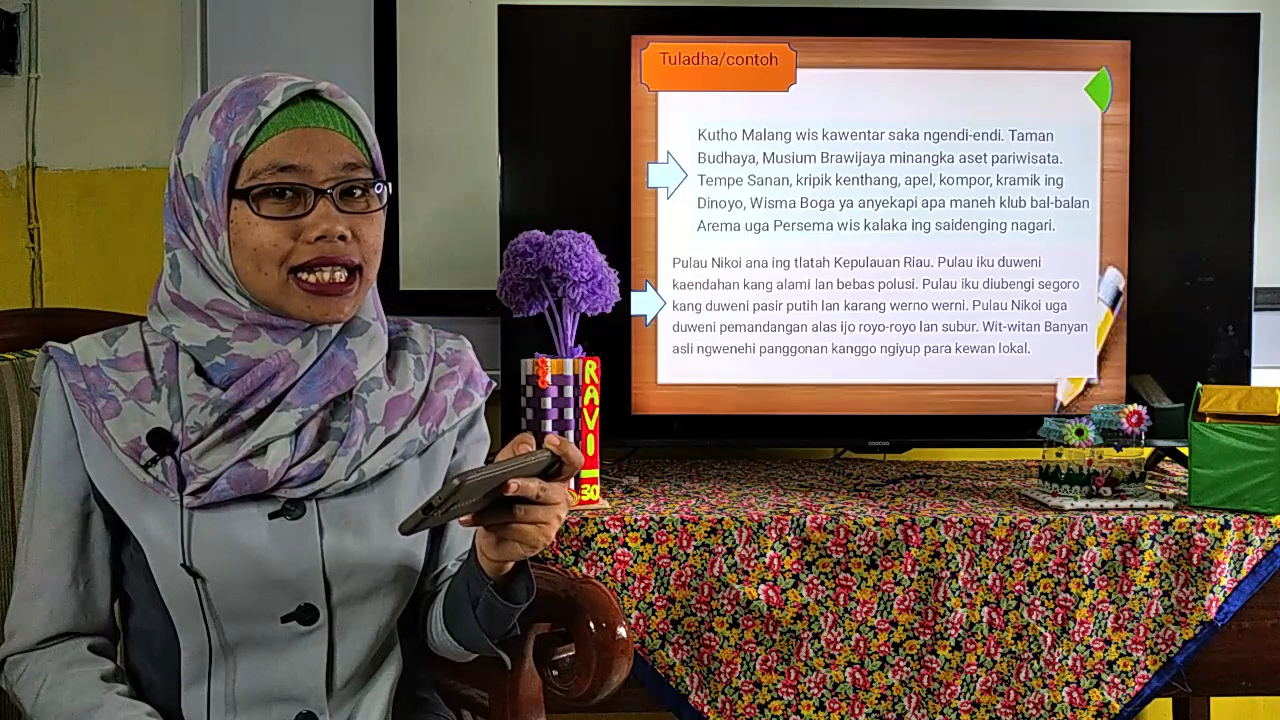 Tuladha/contoh
Kutho Malang wis kawentar saka ngendi-endi. Taman
Budhaya, Musium Brawijaya minangka aset pariwisata.
Tempe Sanan, kripik kenthang, apel, kompor, kramik ing
Dinoyo, Wisma Boga ya anyekapi apa maneh klub bal-balan
Arema uga Persema wis kalaka ing saidenging nagari.
Pulau Nikoi ana ing tlatah Kepulauan Riau. Pulau iku duweni
kaendahan kang alami lan bebas polusi. Pulau iku diubengi segoro
kang duweni pasir putih lan karang werno werni. Pulau Nikoi uga
duweni pemandangan alas ijo royo-royo lan subur. Wit-witan Banyan
asli ngwenehi panggonan kanggo ngiyup para kewan lokal.
RAVI
30
coocaa